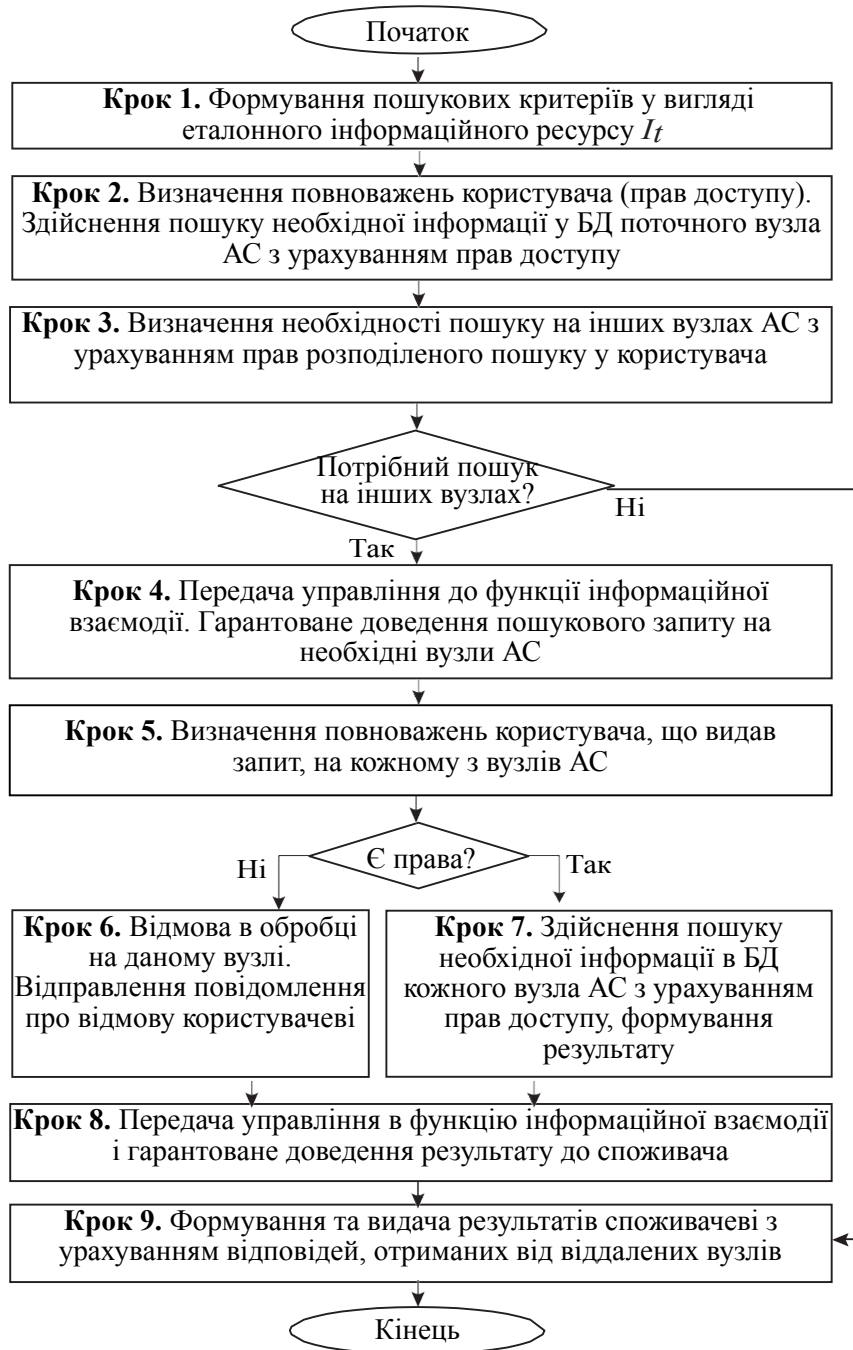 Початок
Крок 1. Формування пошукових критеріїв у вигляді
еталонного інформаційного ресурсу It
Крок 2. Визначення повноважень користувача (прав доступу).
Здійснення пошуку необхідної інформації у БД поточного вузла
АС з урахуванням прав доступу
Крок 3. Визначення необхідності пошуку на інших вузлах АС з
урахуванням прав розподіленого пошуку у користувача
Потрібний пошук
на інших вузлах?
Ні
Так
Крок 4. Передача управління до функції інформаційної
взаємодії. Гарантоване доведення пошукового запиту на
необхідні вузли АС
Крок 5. Визначення повноважень користувача, що видав
запит, на кожному з вузлів АС
Є права?
Ні
Так
Крок 6. Відмова в обробці
на даному вузлі.
Відправлення повідомлення
про відмову користувачеві
Крок 7. Здійснення пошуку
необхідної інформації в БД
кожного вузла АС з урахуванням
прав доступу, формування
результату
Крок 8. Передача управління в функцію інформаційної взаємодії
і гарантоване доведення результату до споживача
Крок 9. Формування та видача результатів споживачеві з
урахуванням відповідей, отриманих від віддалених вузлів
Кінець